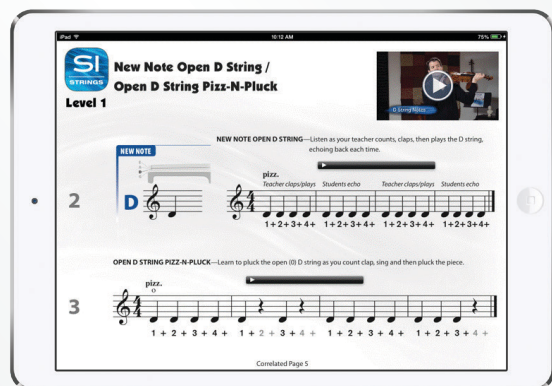 iPad
10:12 AM
75%
SI
STRINGS
Level 1
New Note Open D String /
Open D String Pizz-N-Pluck
D String Notes
NEW NOTE OPEN D STRING—Listen as your teacher counts, claps, then plays the D string,
echoing back each time.
NEW NOTE
pizz.
Teacher claps/plays Students echo Teacher claps/plays Students echo
2
D
4
4
1 + 2 + 3 + 4 + 1 + 2 + 3 + 4 + 1 + 2 + 3 + 4 + 1 + 2 + 3 + 4 +
OPEN D STRING PIZZ-N-PLUCK—Learn to pluck the open (0) D string as you count clap, sing and then pluck the piece.
pizz.
0
3
4
4
1 + 2 + 3 + 4 + 1 + 2 + 3 + 4 + 1 + 2 + 3 + 4 + 1 + 2 + 3 + 4 +
Correlated Page 5